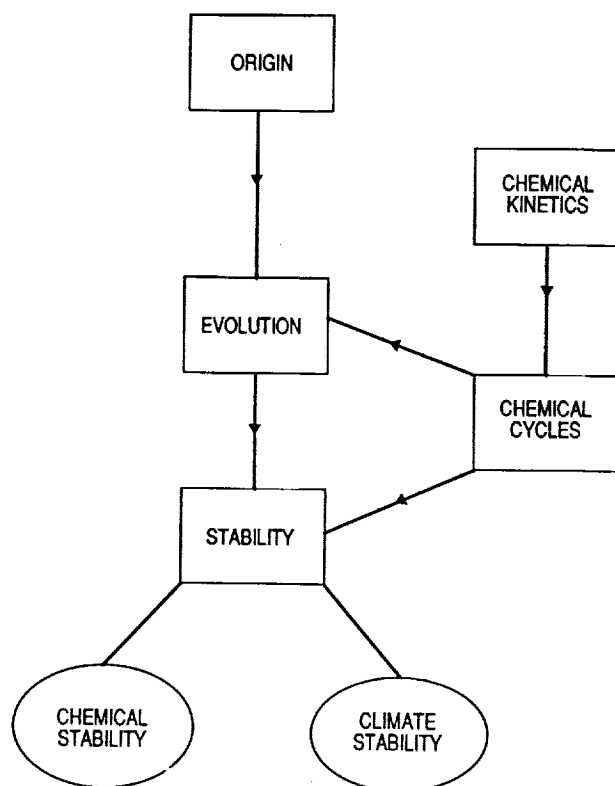 ORIGIN
CHEMICAL
KINETICS
EVOLUTION
CHEMICAL
CYCLES
STABILITY
CHEMICAL
STABILITY
CLIMATE
STABILITY